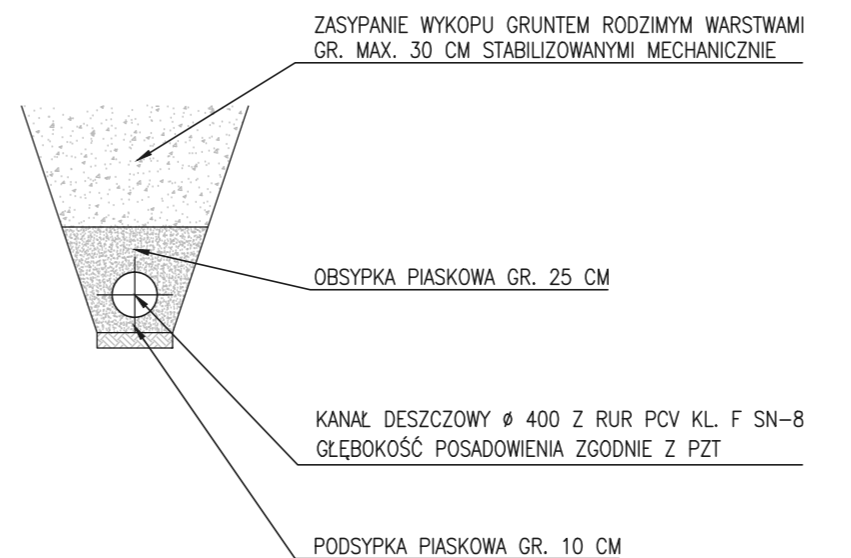 ZASYPANIE WYKOPU GRUNTEM RODZIMYM WARSTWAMI
GR. MAX. 30 CM STABILIZOWANYMI MECHANICZNIE
OBSYPKA PIASKOWA GR. 25 CM
KANAŁ DESZCZOWY ø 400 Z RUR PCV KL. F SN-8
GŁĘBOKOŚĆ POSADOWIENIA ZGODNIE Z PZT
PODSYPKA PIASKOWA GR. 10 CM